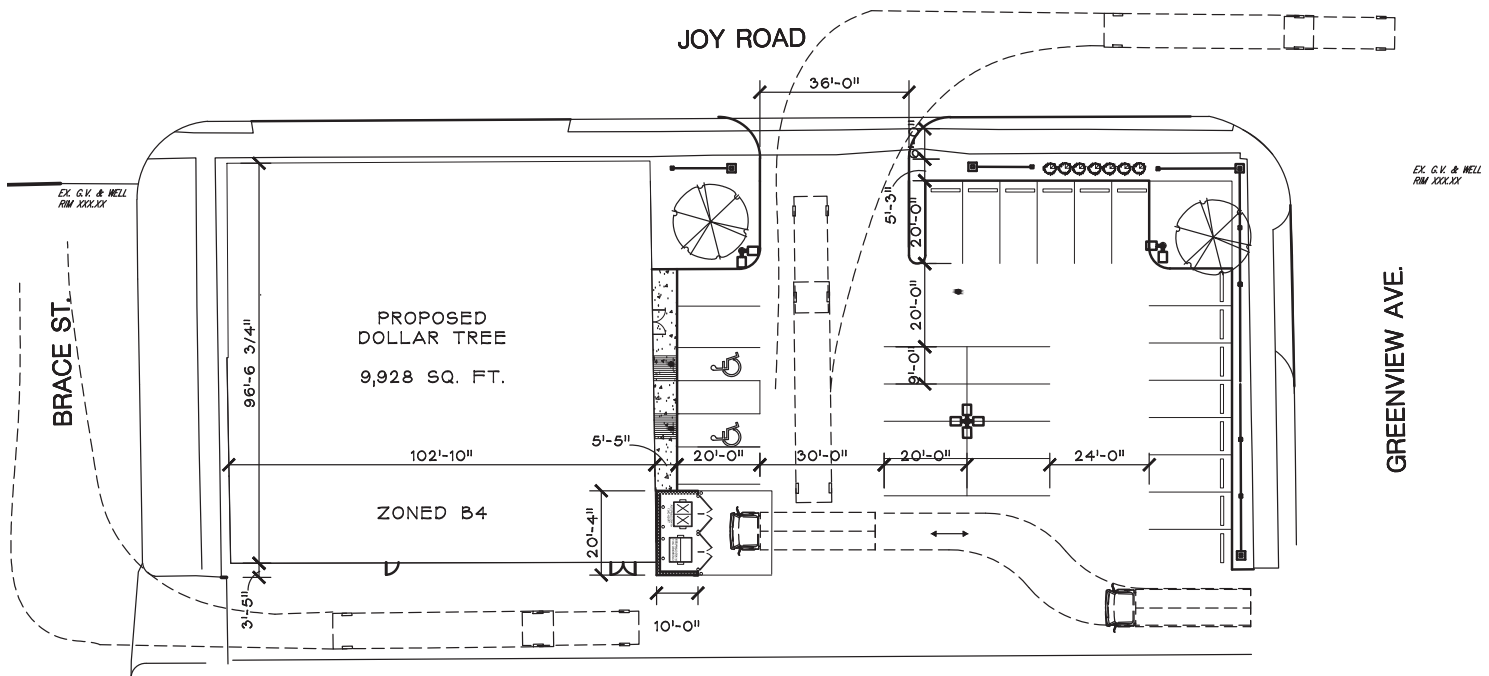 JOY ROAD
36'-0"
EX. G.V. & WELL
RIM XXX.XX
EX. G.V. & WELL
RIM XXX.XX
5'-3"
20'-0"
BRACE ST.
96'-6 3/4"
PROPOSED
DOLLAR TREE
9,928 SQ. FT.
20'-0"
9'-0"
GREENVIEW AVE.
5'-5"
102'-10"
20'-0"
30'-0"
20'-0"
24'-0"
ZONED B4
20'-4"
3'-5"
10'-0"